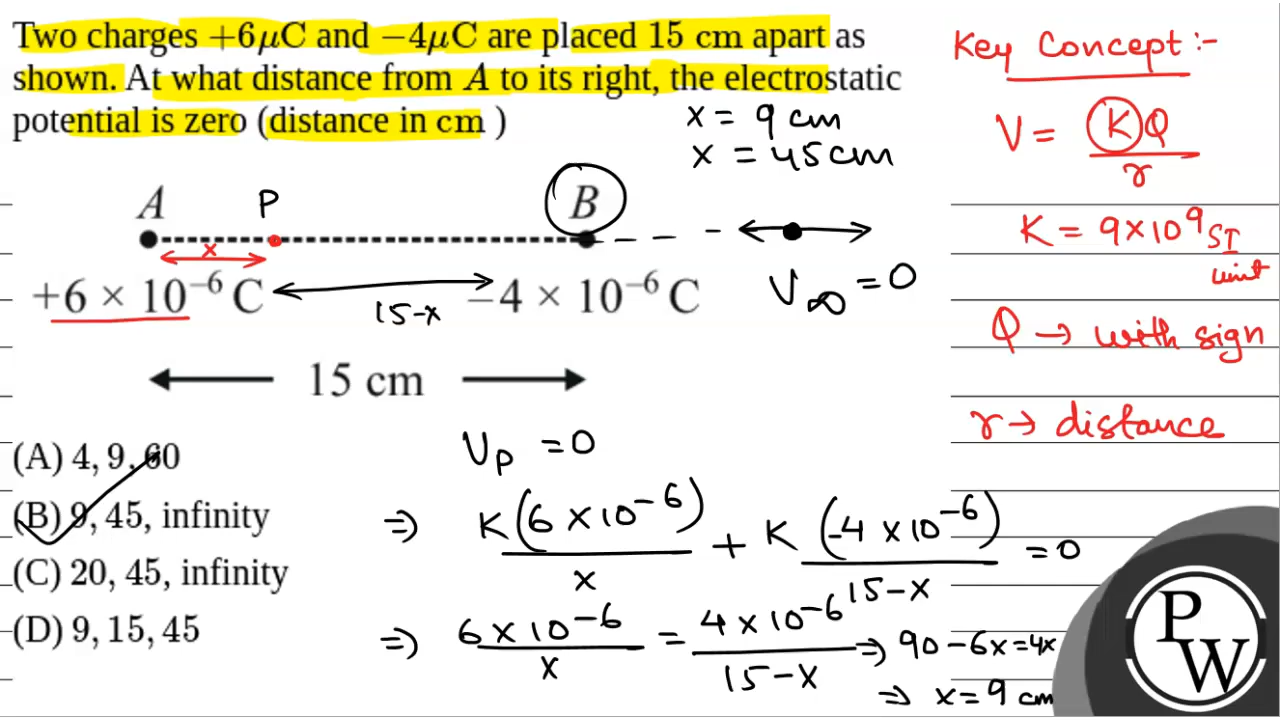 Two charges +6μC and −4μC are placed 15 cm apart as
shown. At what distance from A to its right, the electrostatic
potential is zero (distance in cm )
x = 9 cm
x = 45 cm
A P B
x
+6 × 10⁻⁶ C −4 × 10⁻⁶ C
15-x
V∞ = 0
15 cm
(A) 4, 9, 60
(B) 9, 45, infinity
(C) 20, 45, infinity
(D) 9, 15, 45
Vp = 0
=> K(6 × 10⁻⁶)/x + K(-4 × 10⁻⁶)/15-x = 0
=> 6 × 10⁻⁶/x = 4 × 10⁻⁶/15-x => 90 - 6x = 4x
=> x = 9 cm
Key Concept :-
V = KQ/r
K = 9 × 10⁹ SI
unit
Q → with sign
r → distance
P
W